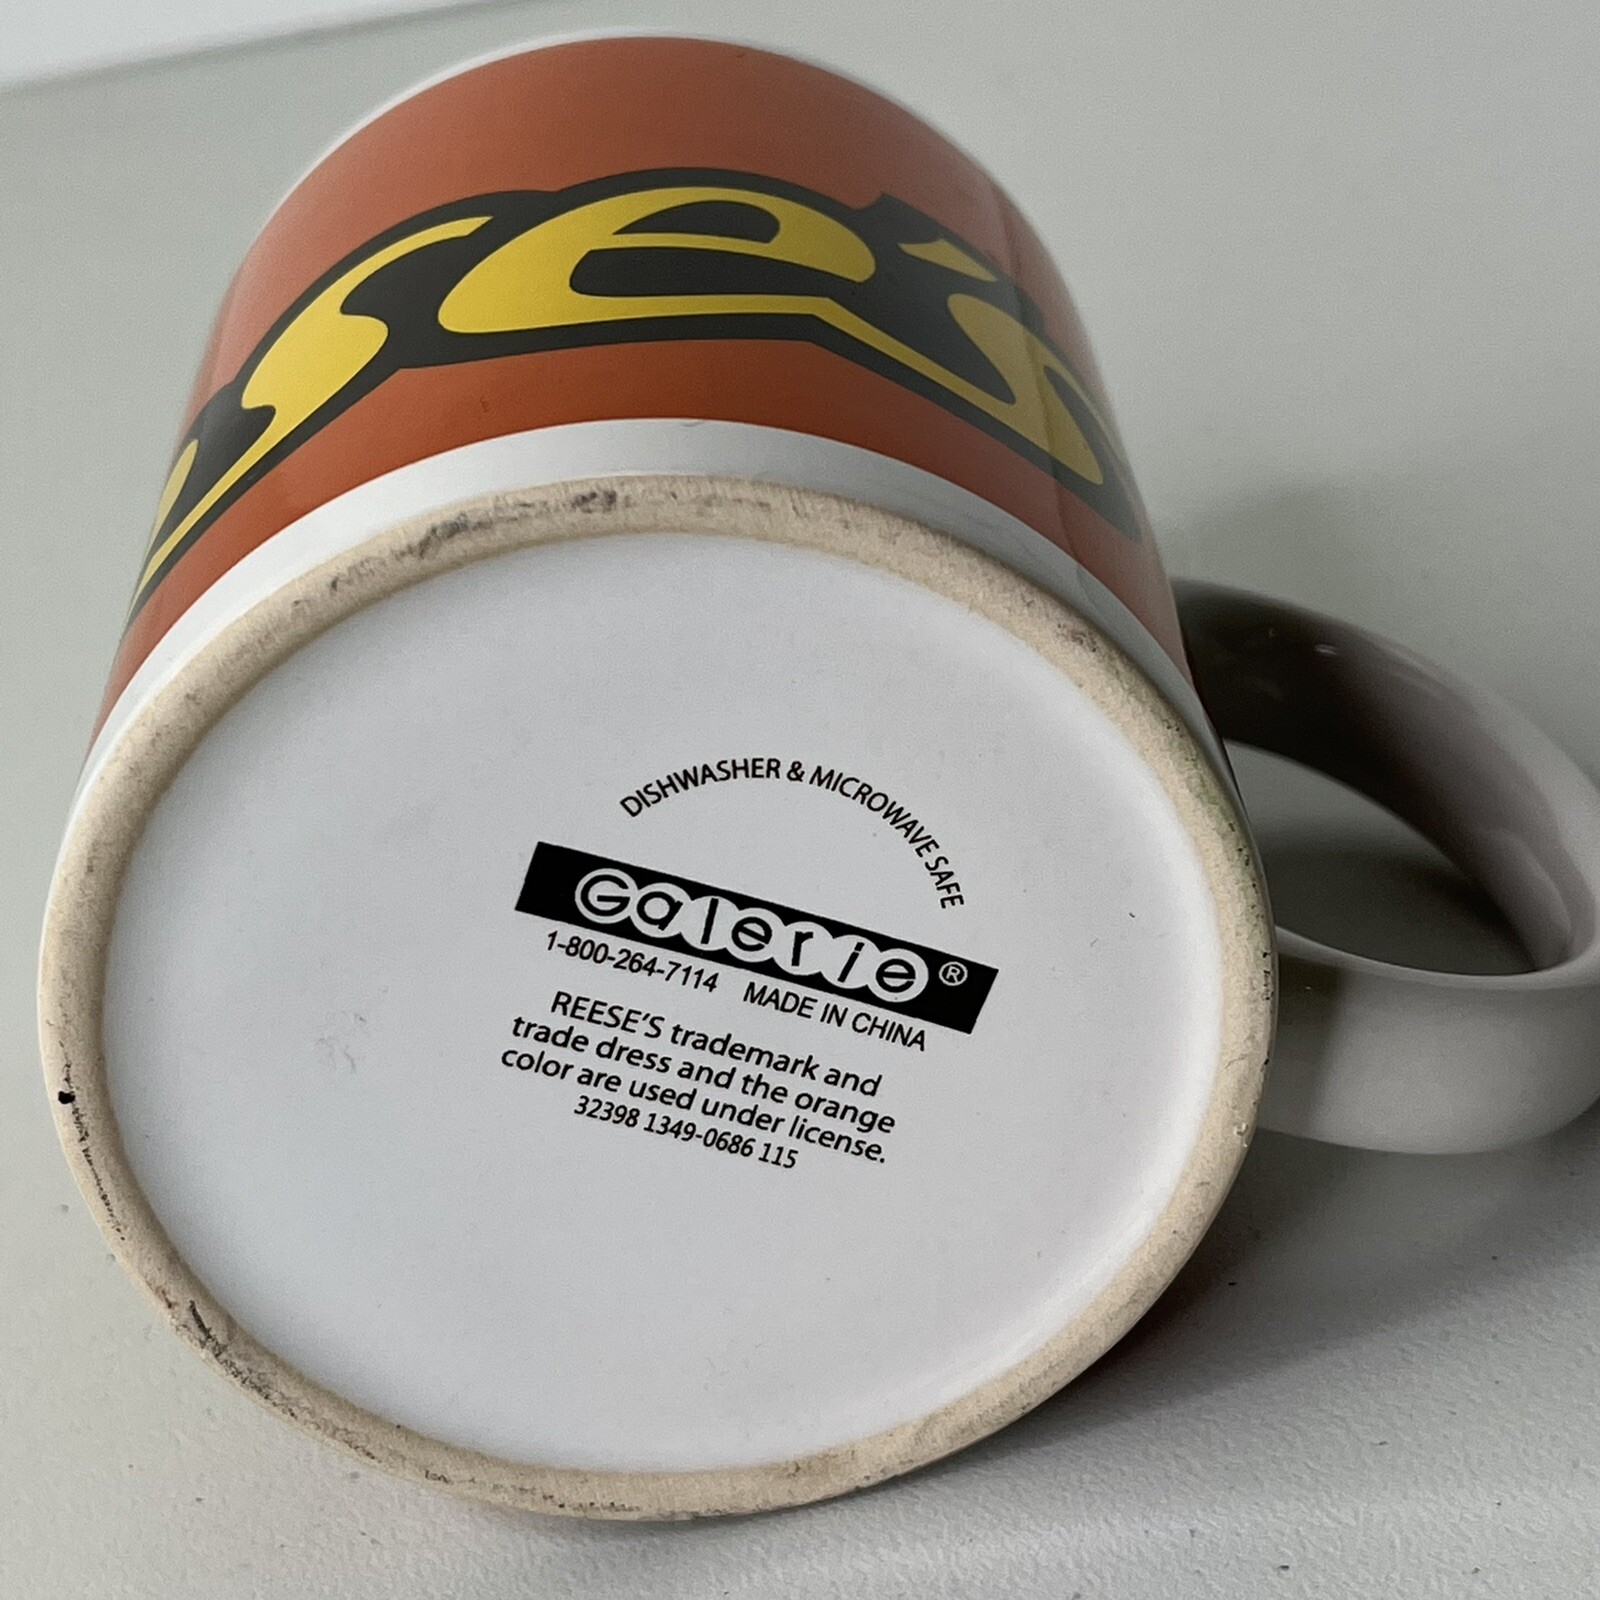 se's
DISHWASHER & MICROWAVE SAFE
Galerie®
1-800-264-7114 MADE IN CHINA
REESE'S trademark and
trade dress and the orange
color are used under license.
32398 1349-0686 115